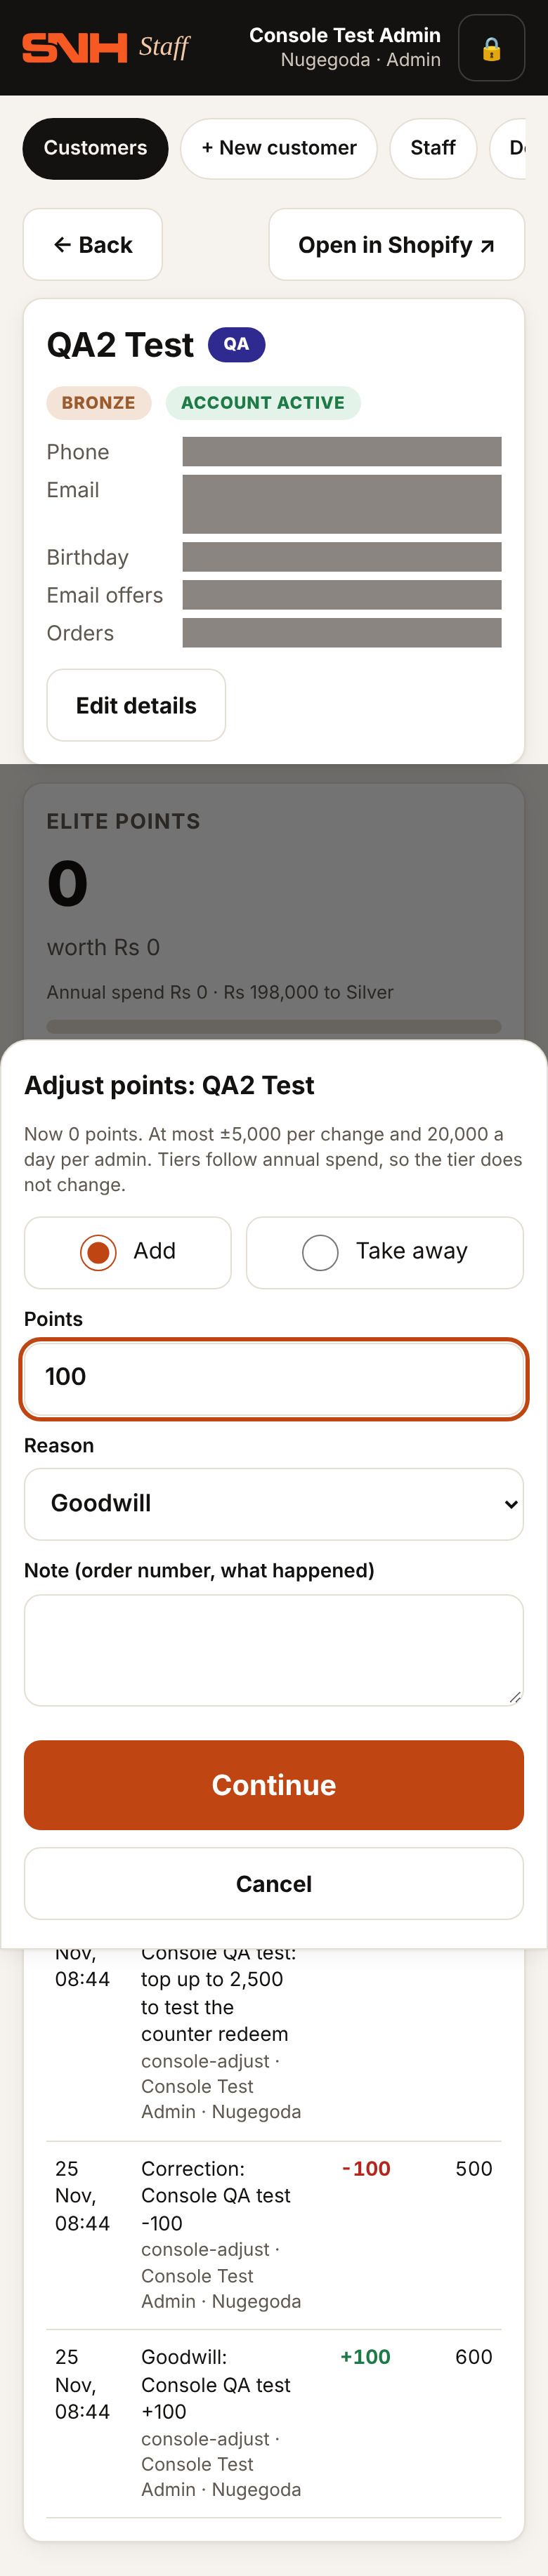 SNH Staff
Console Test Admin
Nugegoda · Admin
Customers
+ New customer
Staff
← Back
Open in Shopify ↗
QA2 Test QA
BRONZE ACCOUNT ACTIVE
Phone
Email
Birthday
Email offers
Orders
Edit details
ELITE POINTS
0
worth Rs 0
Annual spend Rs 0 · Rs 198,000 to Silver
Adjust points: QA2 Test
Now 0 points. At most ±5,000 per change and 20,000 a
day per admin. Tiers follow annual spend, so the tier does
not change.
Add
Take away
Points
100
Reason
Goodwill
Note (order number, what happened)
Continue
Cancel
Nov, Console QA test:
08:44 top up to 2,500
to test the
counter redeem
console-adjust ·
Console Test
Admin · Nugegoda
25 Correction: -100 500
Nov, Console QA test
08:44 -100
console-adjust ·
Console Test
Admin · Nugegoda
25 Goodwill: +100 600
Nov, Console QA test
08:44 +100
console-adjust ·
Console Test
Admin · Nugegoda